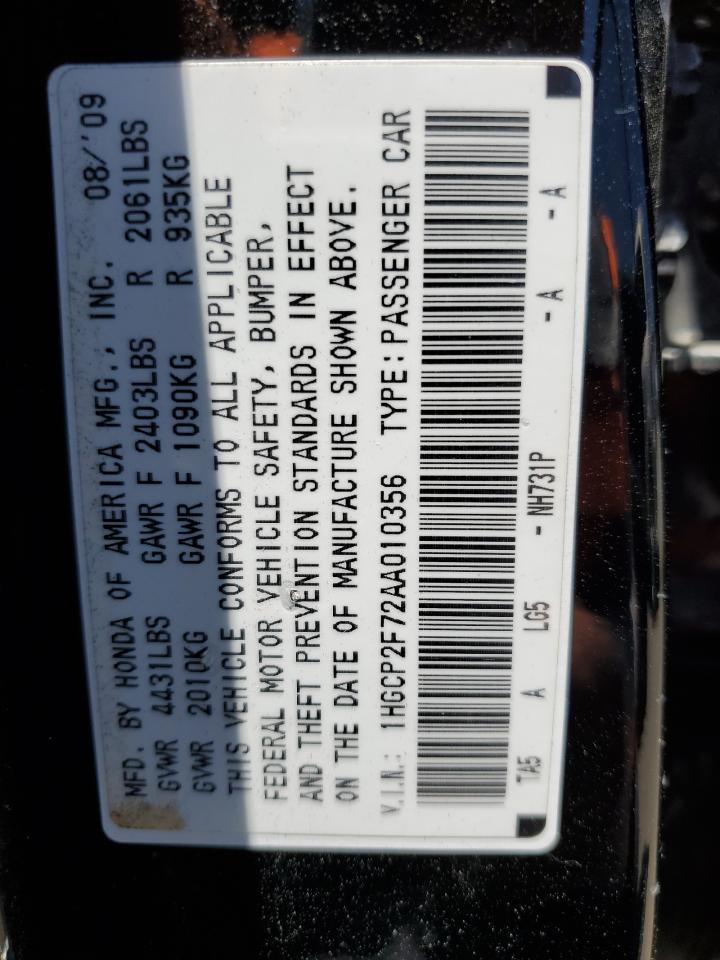 MFD. BY HONDA OF AMERICA MFG., INC. 08/'09
GVWR 4431LBS GAWR F 2403LBS R 2061LBS
GVWR 2010KG GAWR F 1090KG R 935KG
THIS VEHICLE CONFORMS TO ALL APPLICABLE
FEDERAL MOTOR VEHICLE SAFETY, BUMPER,
AND THEFT PREVENTION STANDARDS IN EFFECT
ON THE DATE OF MANUFACTURE SHOWN ABOVE.
V.I.N.: 1HGCP2F72AA010356 TYPE:PASSENGER CAR
TA5 A LG5 - NH731P - A - A